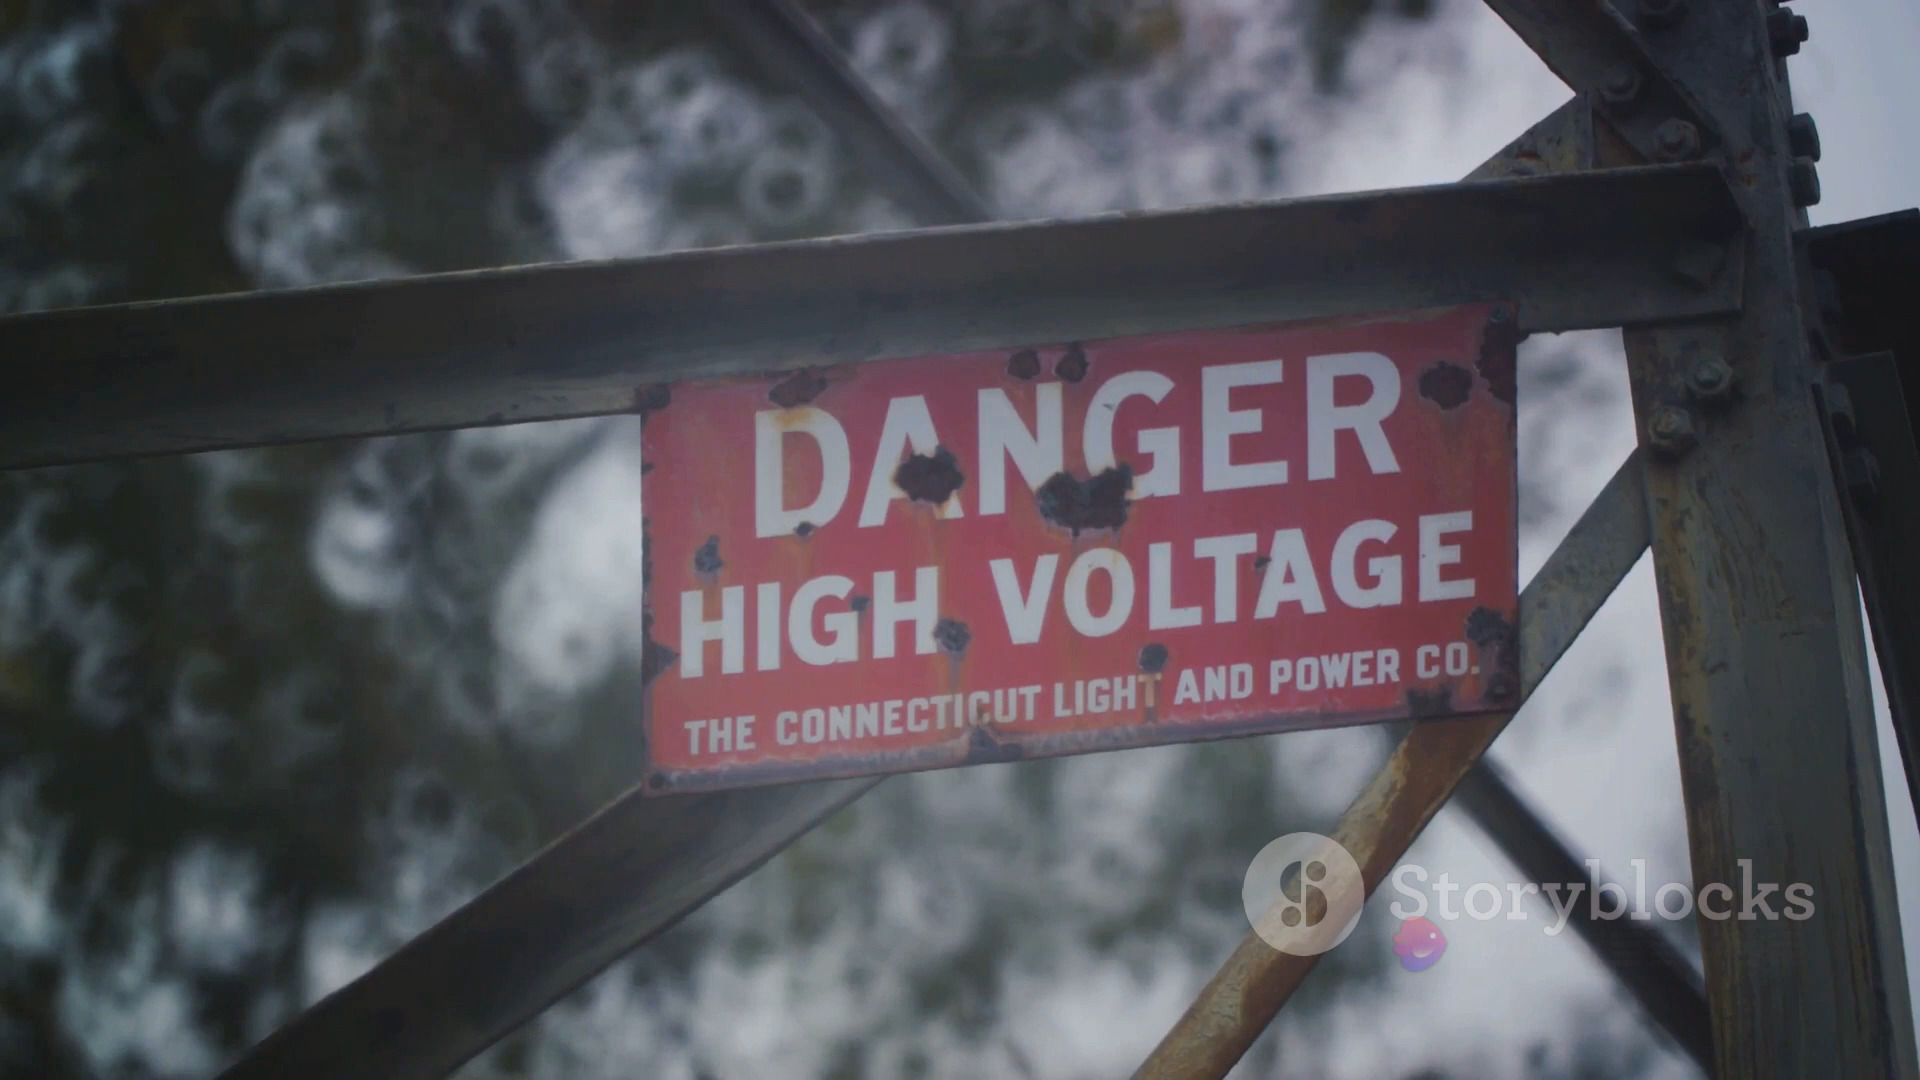 DANGER
HIGH VOLTAGE
THE CONNECTICUT LIGHT AND POWER CO.
Storyblocks